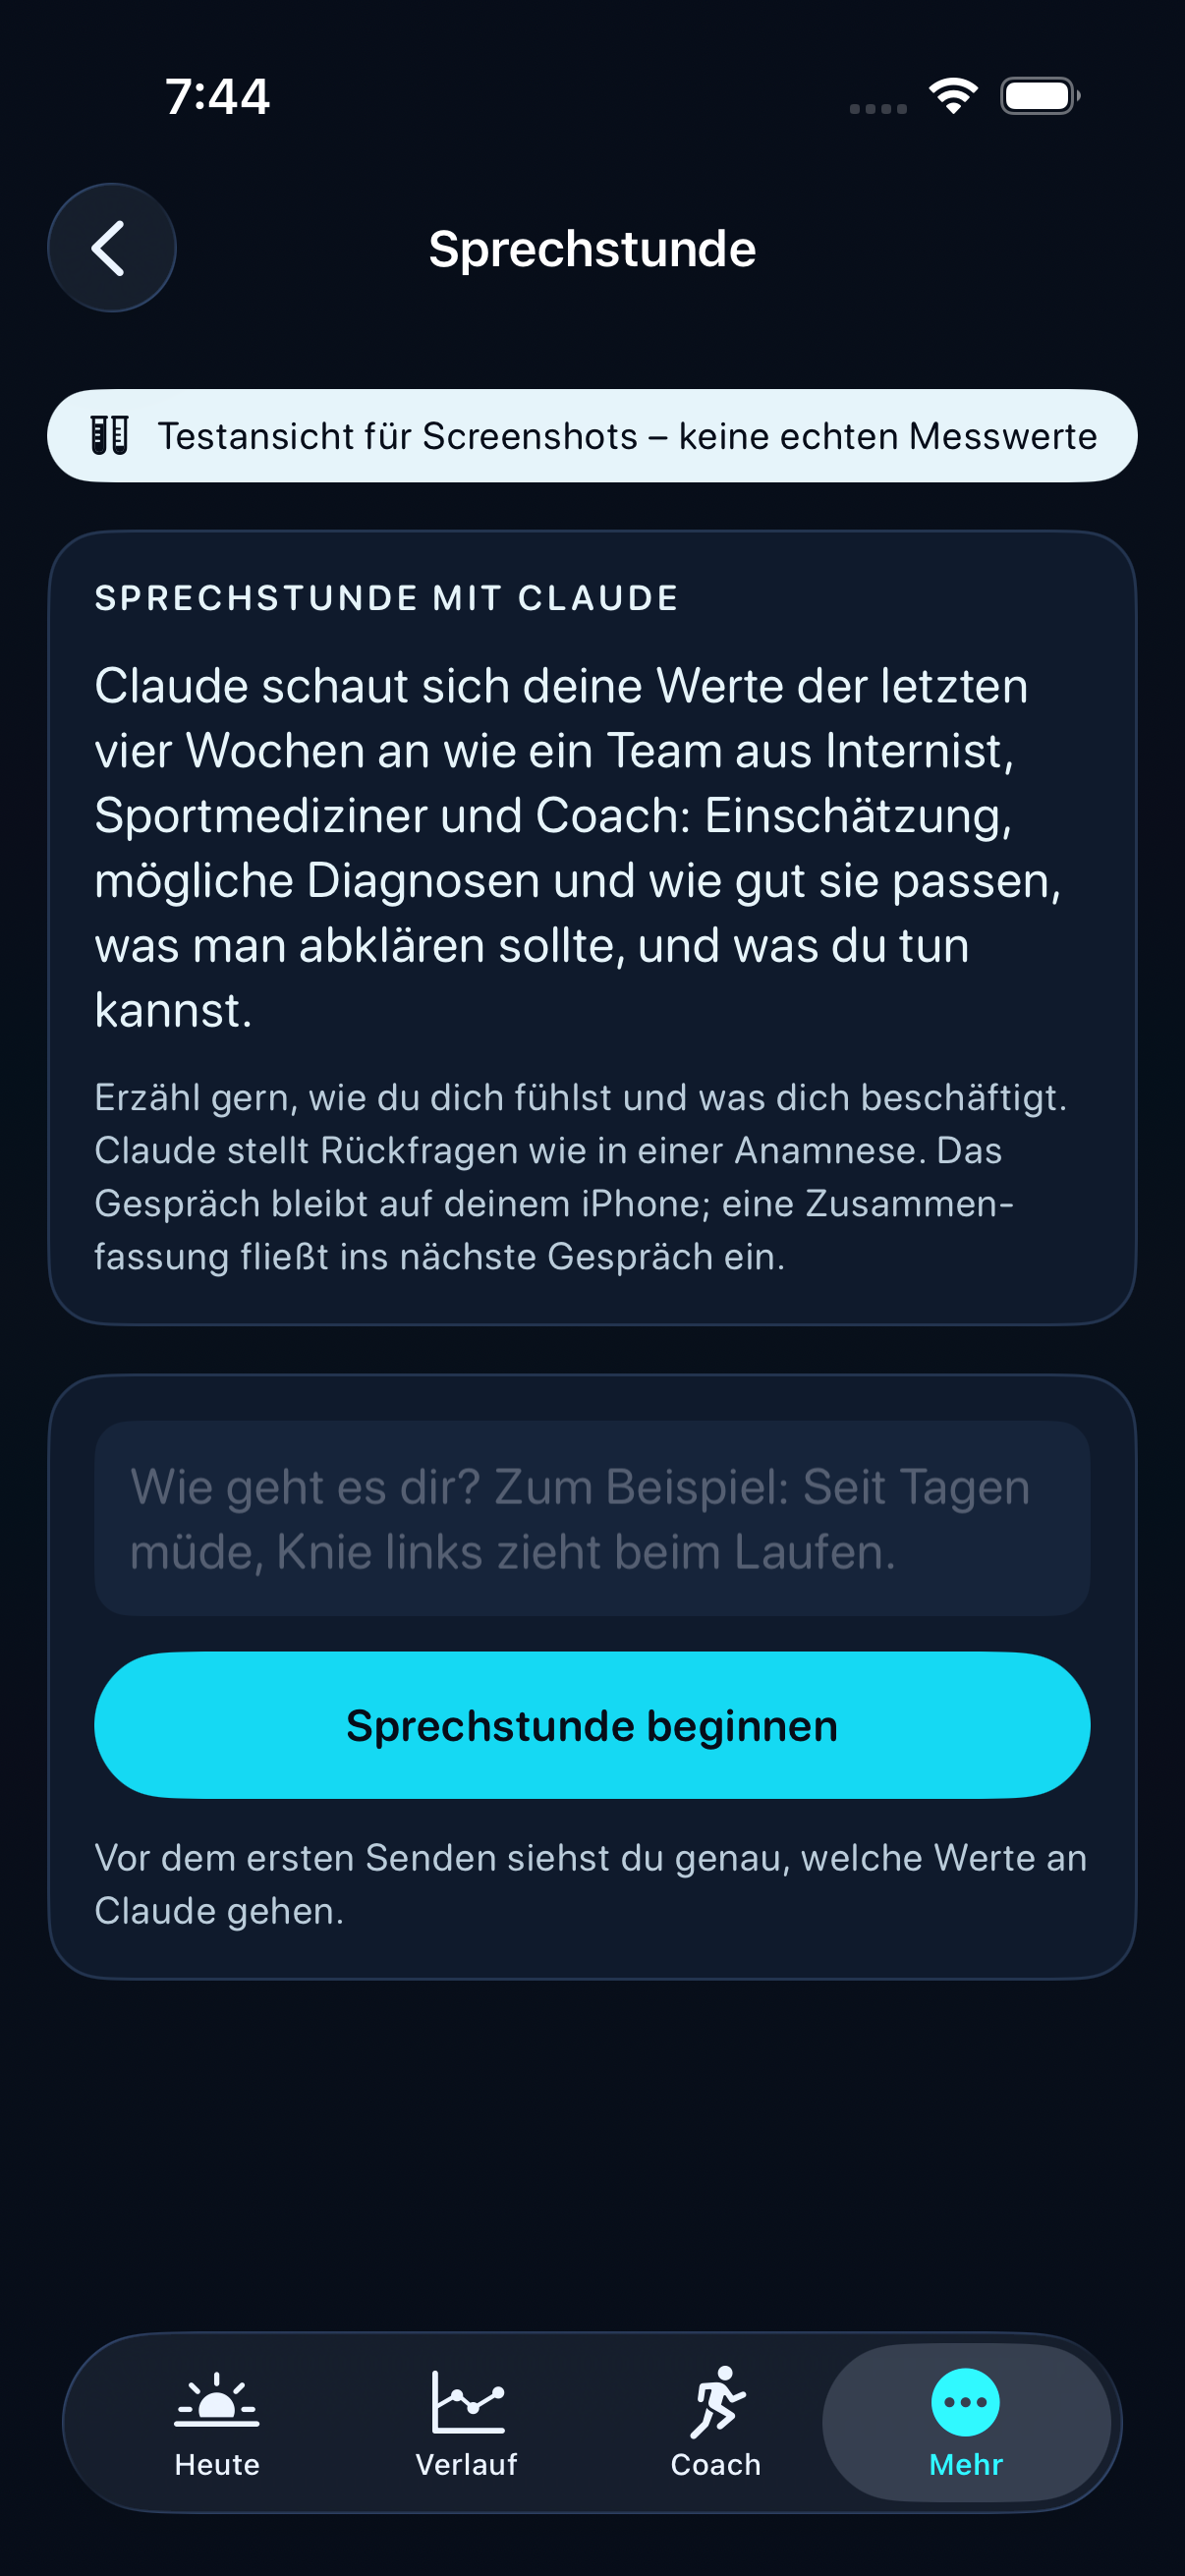 7:44
Sprechstunde
Testansicht für Screenshots – keine echten Messwerte
SPRECHSTUNDE MIT CLAUDE
Claude schaut sich deine Werte der letzten
vier Wochen an wie ein Team aus Internist,
Sportmediziner und Coach: Einschätzung,
mögliche Diagnosen und wie gut sie passen,
was man abklären sollte, und was du tun
kannst.
Erzähl gern, wie du dich fühlst und was dich beschäftigt.
Claude stellt Rückfragen wie in einer Anamnese. Das
Gespräch bleibt auf deinem iPhone; eine Zusammen-
fassung fließt ins nächste Gespräch ein.
Wie geht es dir? Zum Beispiel: Seit Tagen
müde, Knie links zieht beim Laufen.
Sprechstunde beginnen
Vor dem ersten Senden siehst du genau, welche Werte an
Claude gehen.
Heute
Verlauf
Coach
Mehr